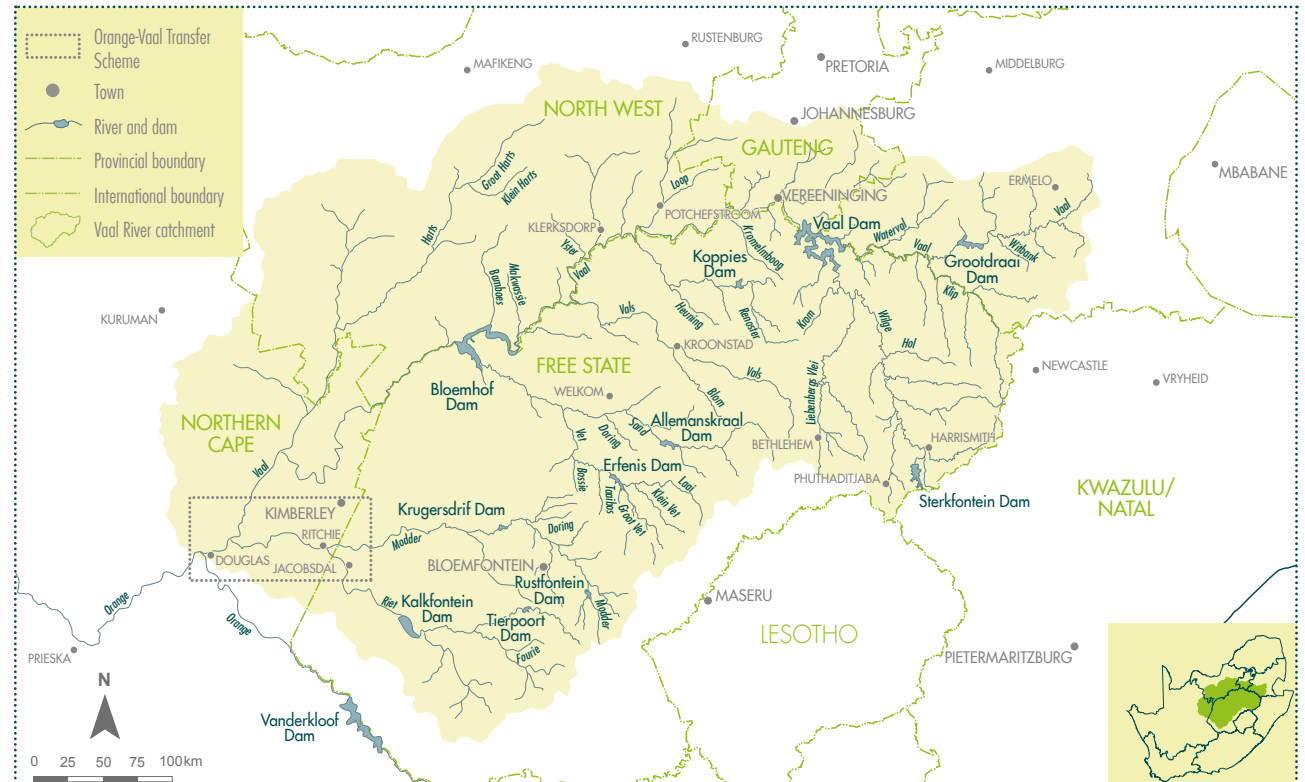 Orange-Vaal Transfer
Scheme
Town
River and dam
Provincial boundary
International boundary
Vaal River catchment
RUSTENBURG
MAFIKENG
PRETORIA
MIDDELBURG
NORTH WEST
JOHANNESBURG
GAUTENG
MBABANE
Groot Harts
Klein Harts
Loop
ERMELO
VEREENINGING
POTCHEFSTROOM
Vaal
KLERKSDORP
Vaal Dam
Harts
Yster
Kromelmboog
Waterval
Vaal
Witbank
Koppies
Dam
Grootdraai
Dam
Makwassie
Bamboes
Vaal
Klip
KURUMAN
Vals
Heuning
Renoster
Krom
Wilge
Hol
KROONSTAD
FREE STATE
NEWCASTLE
VRYHEID
Bloemhof
Dam
Vals
Liebenbergs Vlei
WELKOM
Blom
NORTHERN
CAPE
Sand
Allemanskraal
Dam
Vet
Doring
BETHLEHEM
HARRISMITH
Vaal
Erfenis Dam
Bossie
Taaibos
Groot Vet
Klein Vet
Laai
PHUTHADITJABA
Sterkfontein Dam
KWAZULU/
NATAL
KIMBERLEY
Krugersdrif Dam
RITCHIE
Modder
Doring
DOUGLAS
JACOBSDAL
BLOEMFONTEIN
Rustfontein
Dam
Riet
Kalkfontein
Dam
Modder
MASERU
Orange
Orange
Tierpoort
Dam
Fourie
LESOTHO
PRIESKA
PIETERMARITZBURG
N
Vanderkloof
Dam
0 25 50 75 100km